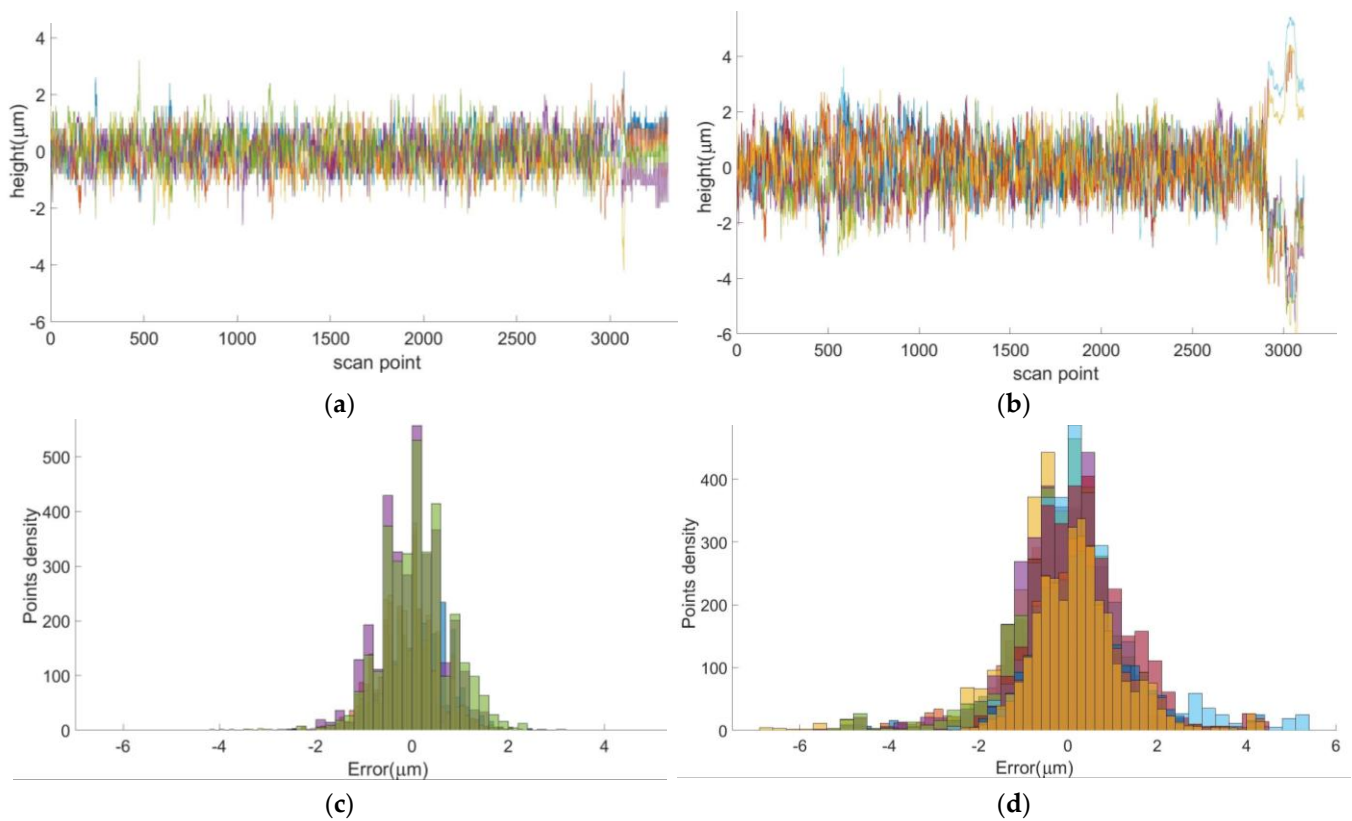 height(μm)
4
2
0
-2
-4
-6
0 500 1000 1500 2000 2500 3000
scan point
(a)
height(μm)
4
2
0
-2
-4
-6
0 500 1000 1500 2000 2500 3000
scan point
(b)
Points density
500
400
300
200
100
0
-6 -4 -2 0 2 4
Error(μm)
(c)
Points density
400
300
200
100
0
-6 -4 -2 0 2 4 6
Error(μm)
(d)